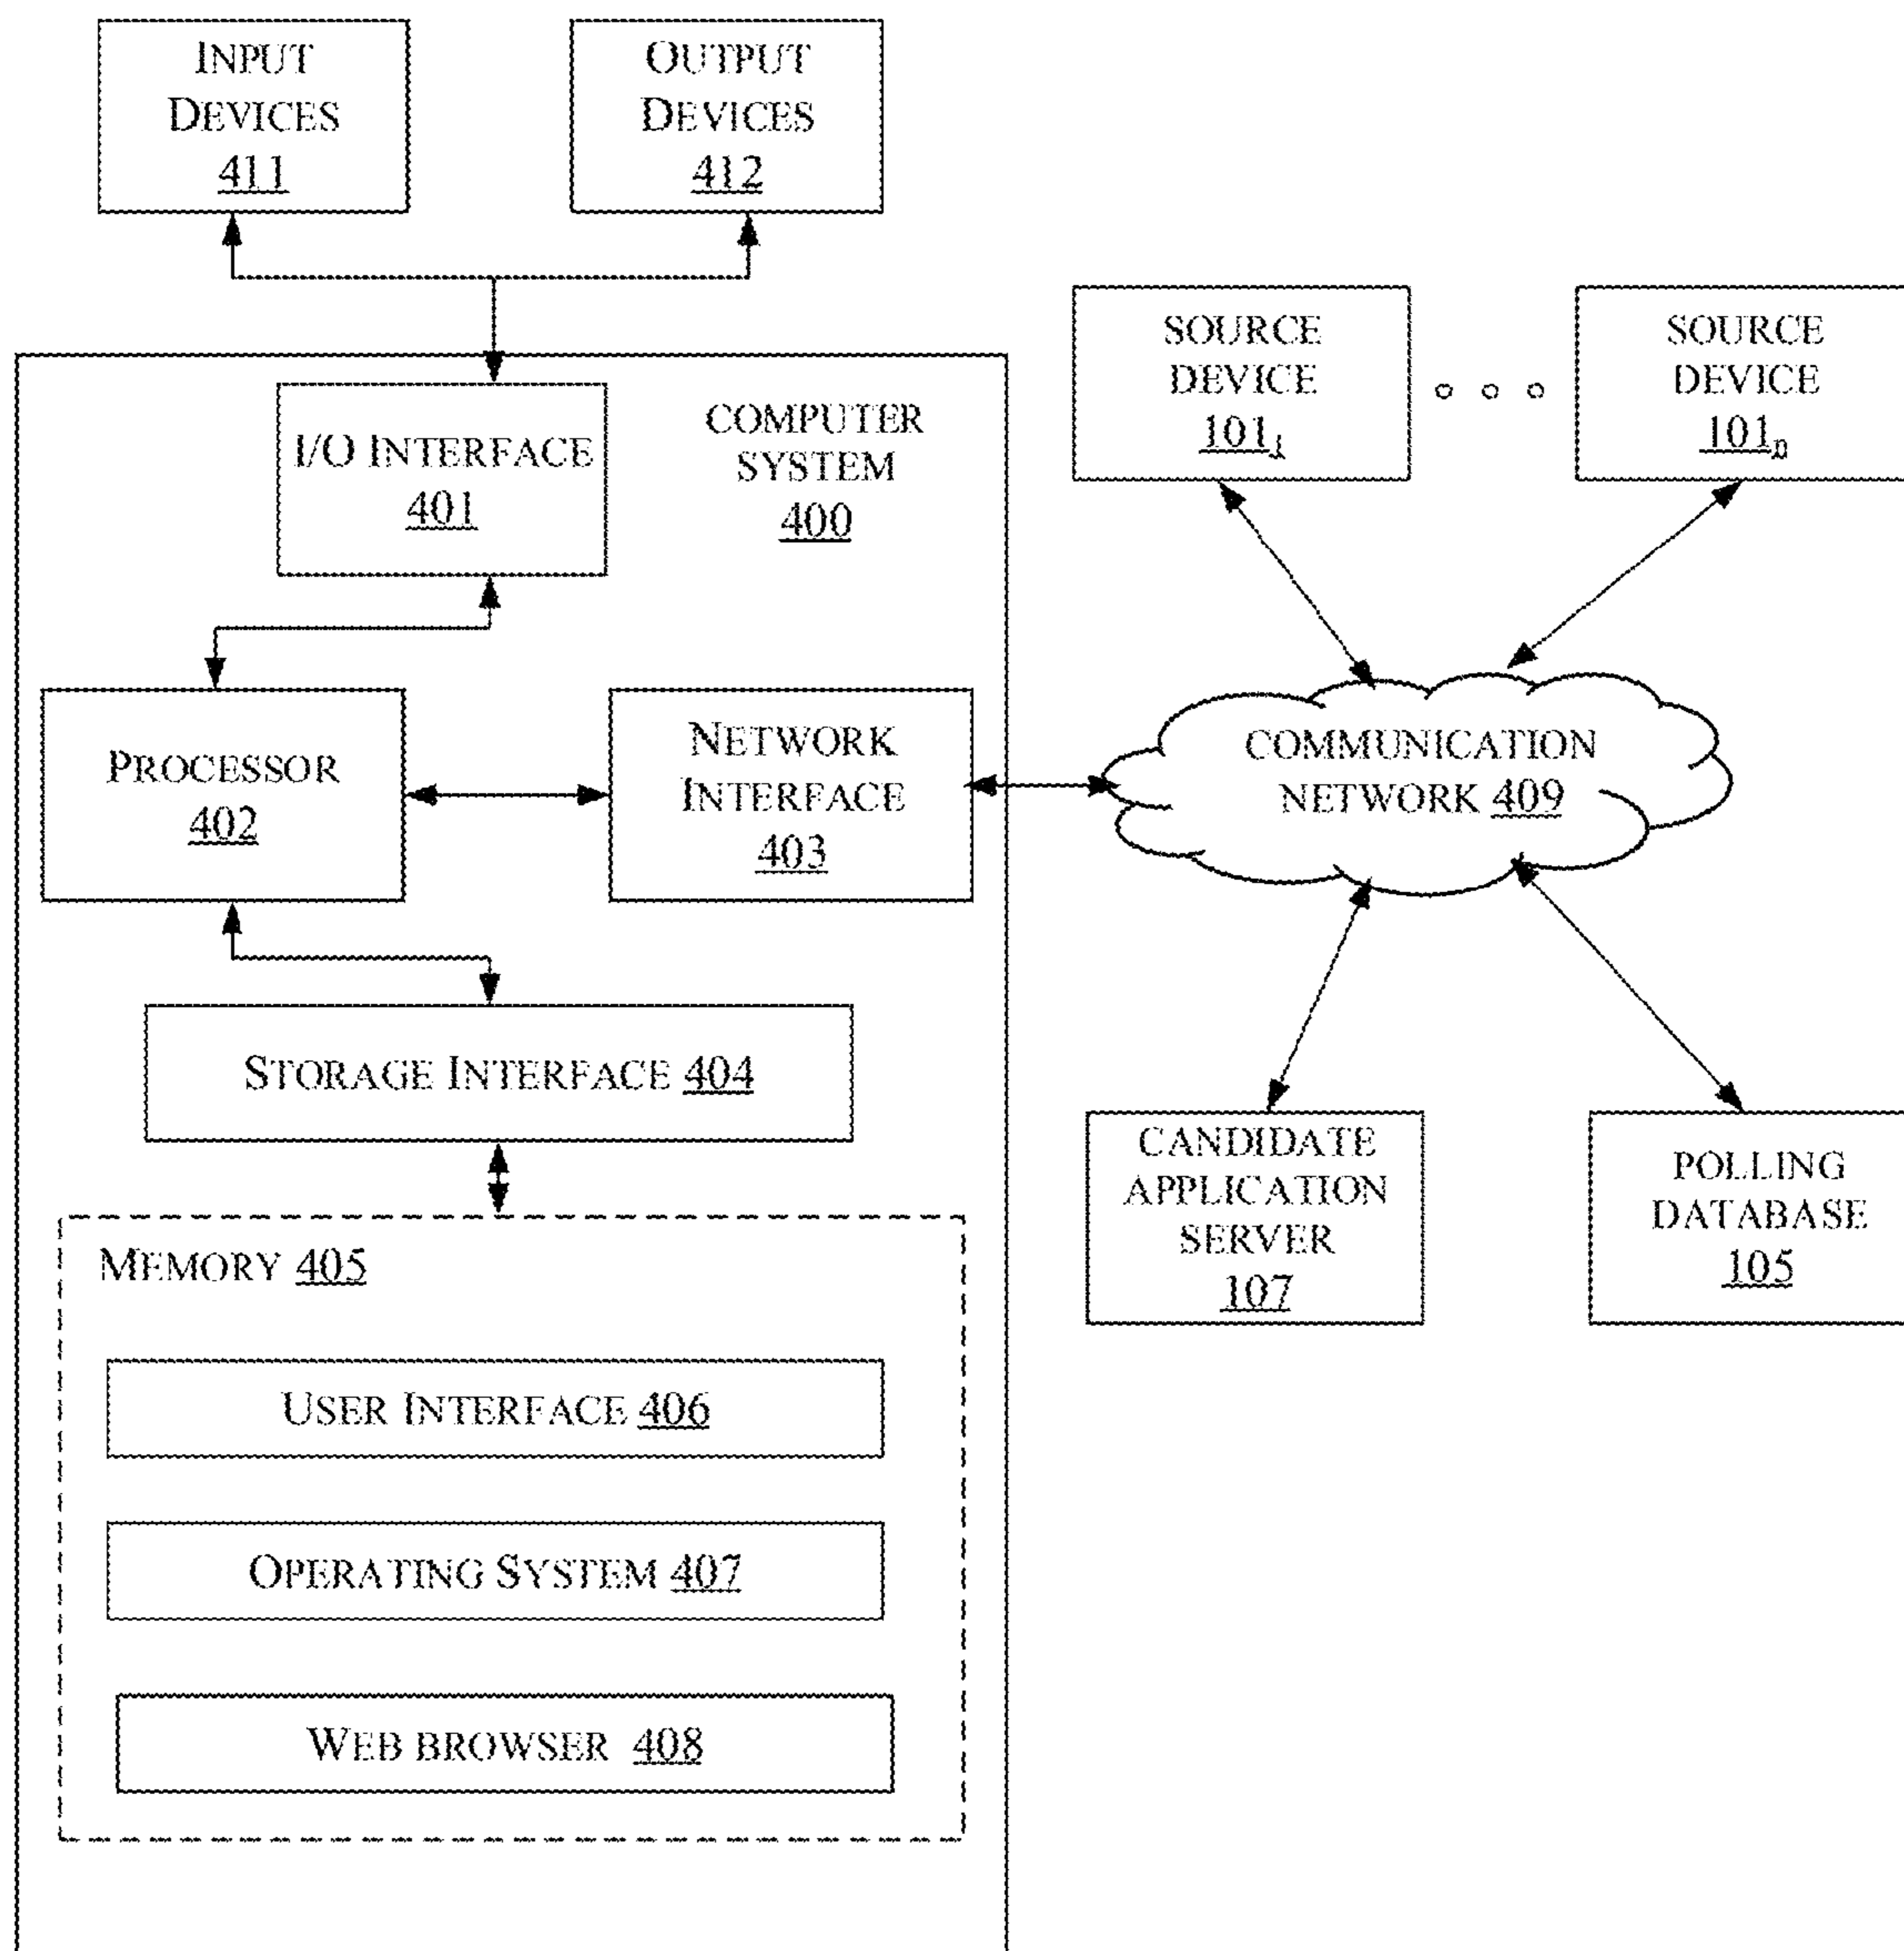 INPUT
DEVICES
411
OUTPUT
DEVICES
412
I/O INTERFACE
401
COMPUTER
SYSTEM
400
SOURCE
DEVICE
101₁
SOURCE
DEVICE
101ₙ
PROCESSOR
402
NETWORK
INTERFACE
403
COMMUNICATION
NETWORK 409
STORAGE INTERFACE 404
CANDIDATE
APPLICATION
SERVER
107
POLLING
DATABASE
105
MEMORY 405
USER INTERFACE 406
OPERATING SYSTEM 407
WEB BROWSER 408